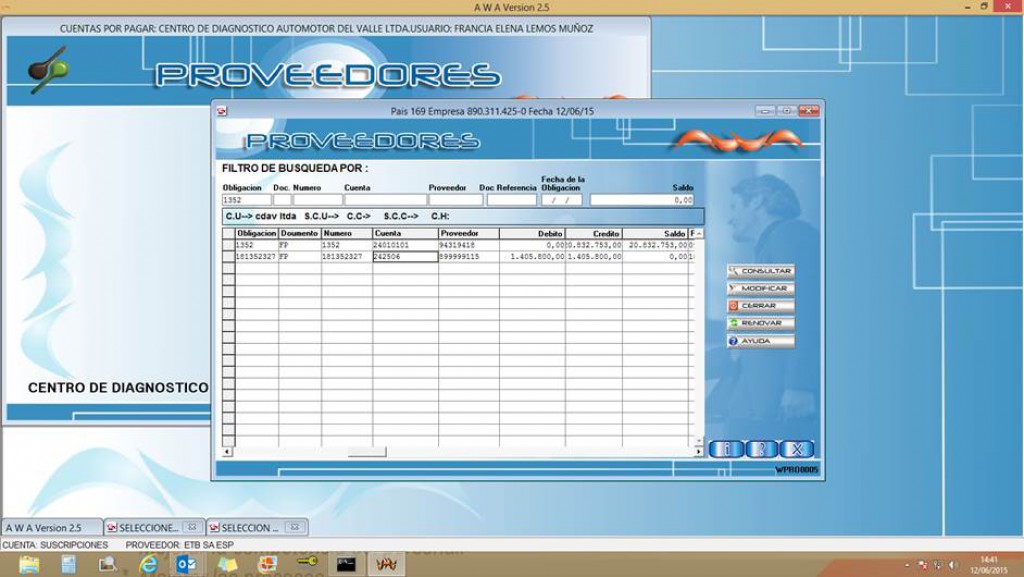 A W A Version 2.5
CUENTAS POR PAGAR: CENTRO DE DIAGNOSTICO AUTOMOTOR DEL VALLE LTDA.USUARIO: FRANCIA ELENA LEMOS MUÑOZ
PROVEEDORES
Pais 169 Empresa 890.311.425-0 Fecha 12/06/15
PROVEEDORES
FILTRO DE BUSQUEDA POR :
Obligacion Doc. Numero Cuenta Proveedor Doc Referencia Fecha de la Obligacion Saldo
1352 / / 0.00
C.U--> cdav ltda S.C.U--> C.C-> S.C.C--> C.H:
Obligacion Doumento Numero Cuenta Proveedor Debito Credito Saldo F
1352 FP 1352 24010101 94319418 0,00 0.832.753,00 20.832.753,00
181352327 FP 181352327 242506 899999115 1.405.800,00 1.405.800,00 0,00
CONSULTAR
MODIFICAR
CERRAR
RENOVAR
AYUDA
CENTRO DE DIAGNOSTICO
WPRO0005
A W A Version 2.5 SELECCIONE... SELECCION ...
CUENTA: SUSCRIPCIONES PROVEEDOR: ETB SA ESP
14:41
12/06/2015